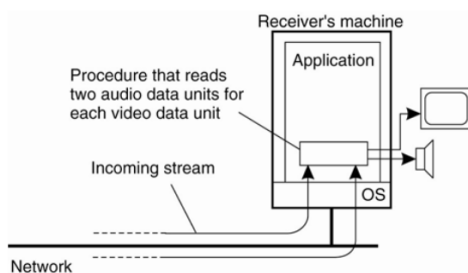 Receiver's machine
Application
Procedure that reads
two audio data units for
each video data unit
Incoming stream
OS
Network